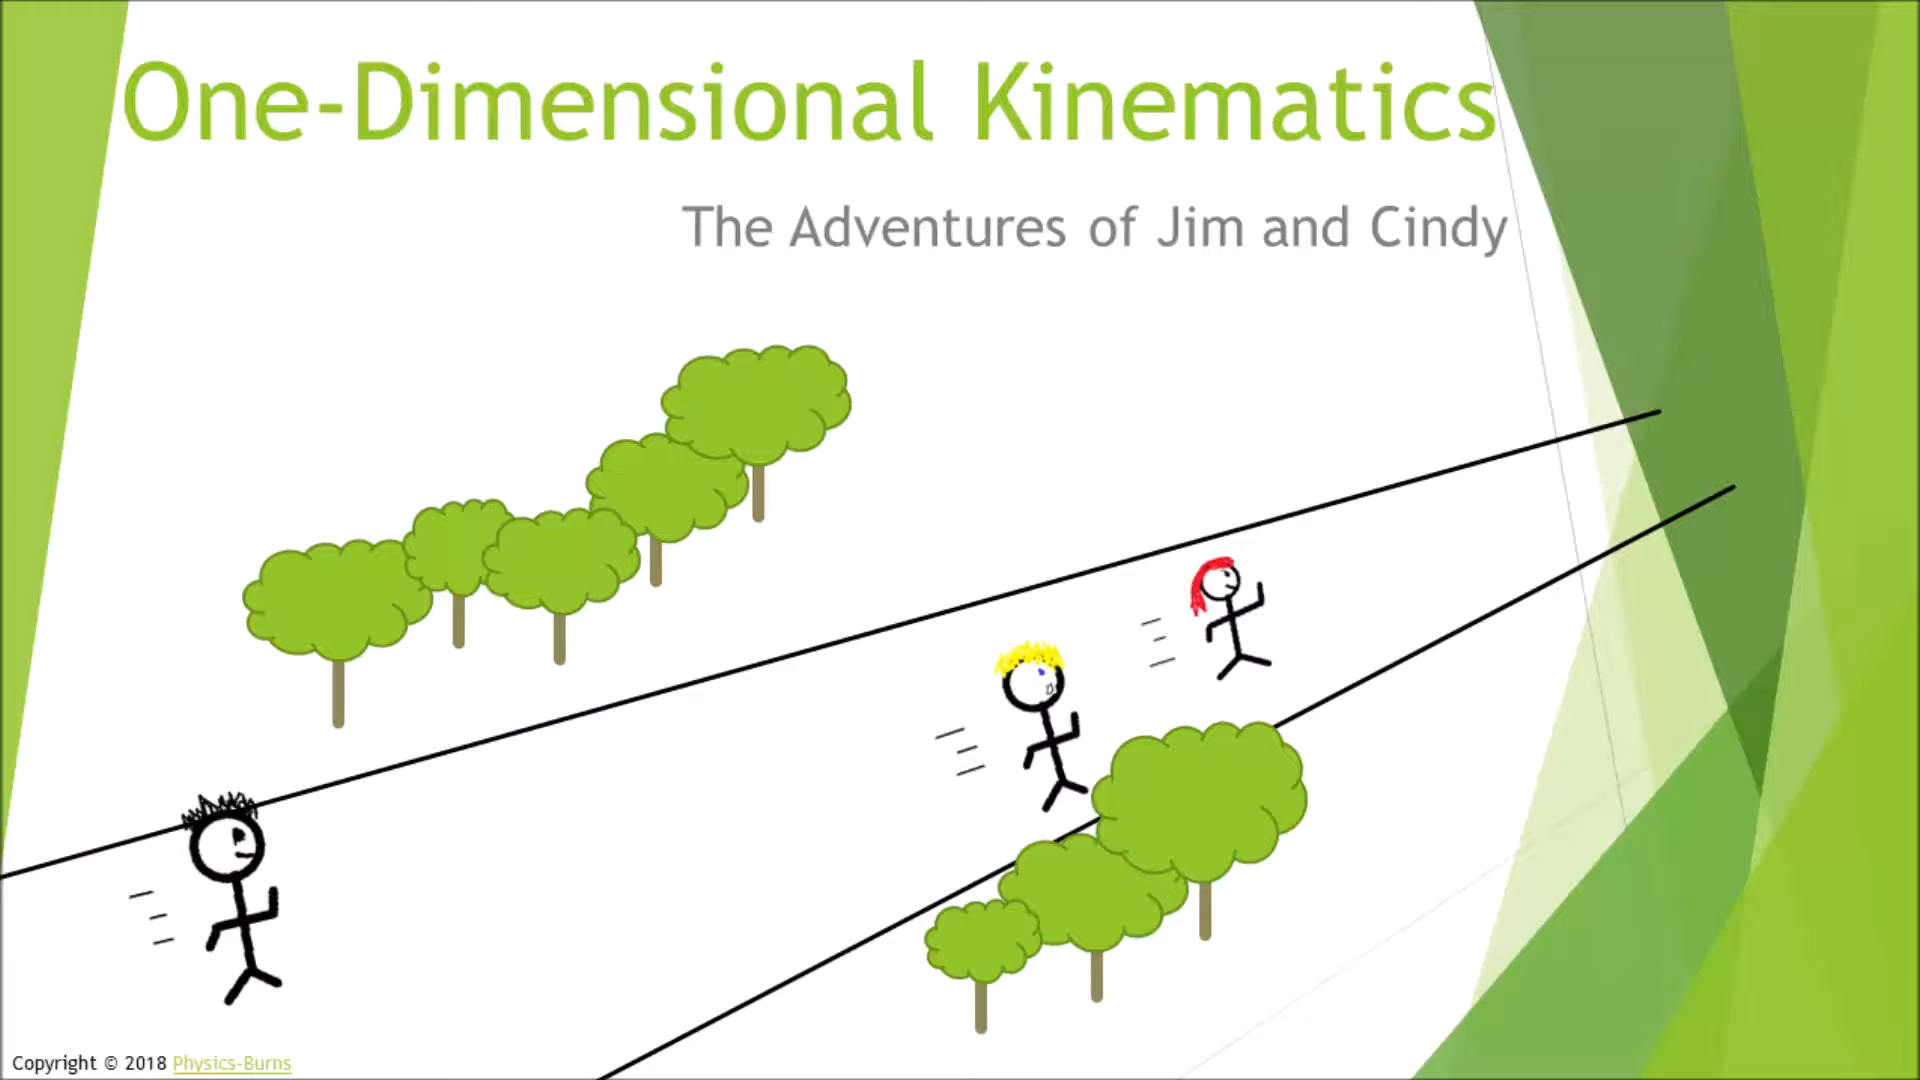 One-Dimensional Kinematics
The Adventures of Jim and Cindy
Copyright © 2018 Physics-Burns